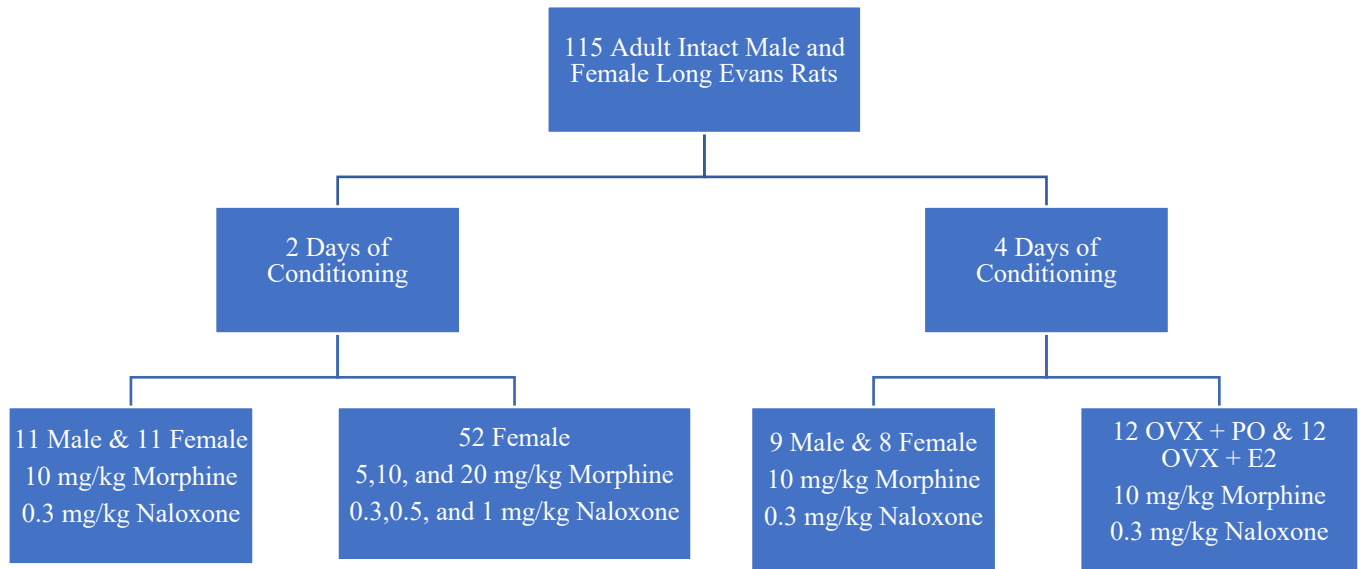 115 Adult Intact Male and
Female Long Evans Rats
2 Days of
Conditioning
4 Days of
Conditioning
11 Male & 11 Female
10 mg/kg Morphine
0.3 mg/kg Naloxone
52 Female
5,10, and 20 mg/kg Morphine
0.3,0.5, and 1 mg/kg Naloxone
9 Male & 8 Female
10 mg/kg Morphine
0.3 mg/kg Naloxone
12 OVX + PO & 12
OVX + E2
10 mg/kg Morphine
0.3 mg/kg Naloxone